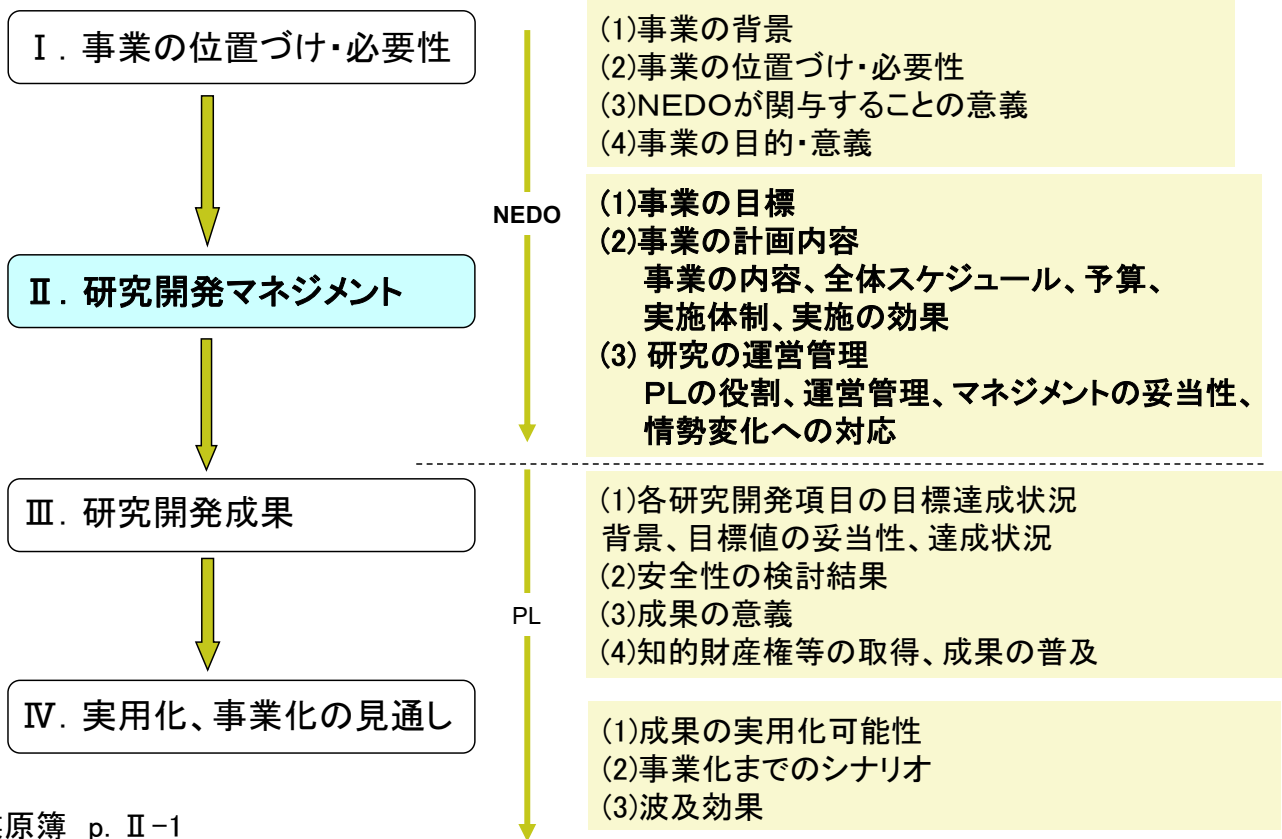 Ⅰ. 事業の位置づけ・必要性
(1)事業の背景
(2)事業の位置づけ・必要性
(3)NEDOが関与することの意義
(4)事業の目的・意義
NEDO
Ⅱ. 研究開発マネジメント
(1)事業の目標
(2)事業の計画内容
事業の内容、全体スケジュール、予算、
実施体制、実施の効果
(3) 研究の運営管理
PLの役割、運営管理、マネジメントの妥当性、
情勢変化への対応
Ⅲ. 研究開発成果
(1)各研究開発項目の目標達成状況
背景、目標値の妥当性、達成状況
(2)安全性の検討結果
(3)成果の意義
(4)知的財産権等の取得、成果の普及
PL
Ⅳ. 実用化、事業化の見通し
(1)成果の実用化可能性
(2)事業化までのシナリオ
(3)波及効果
原簿 p. Ⅱ-1